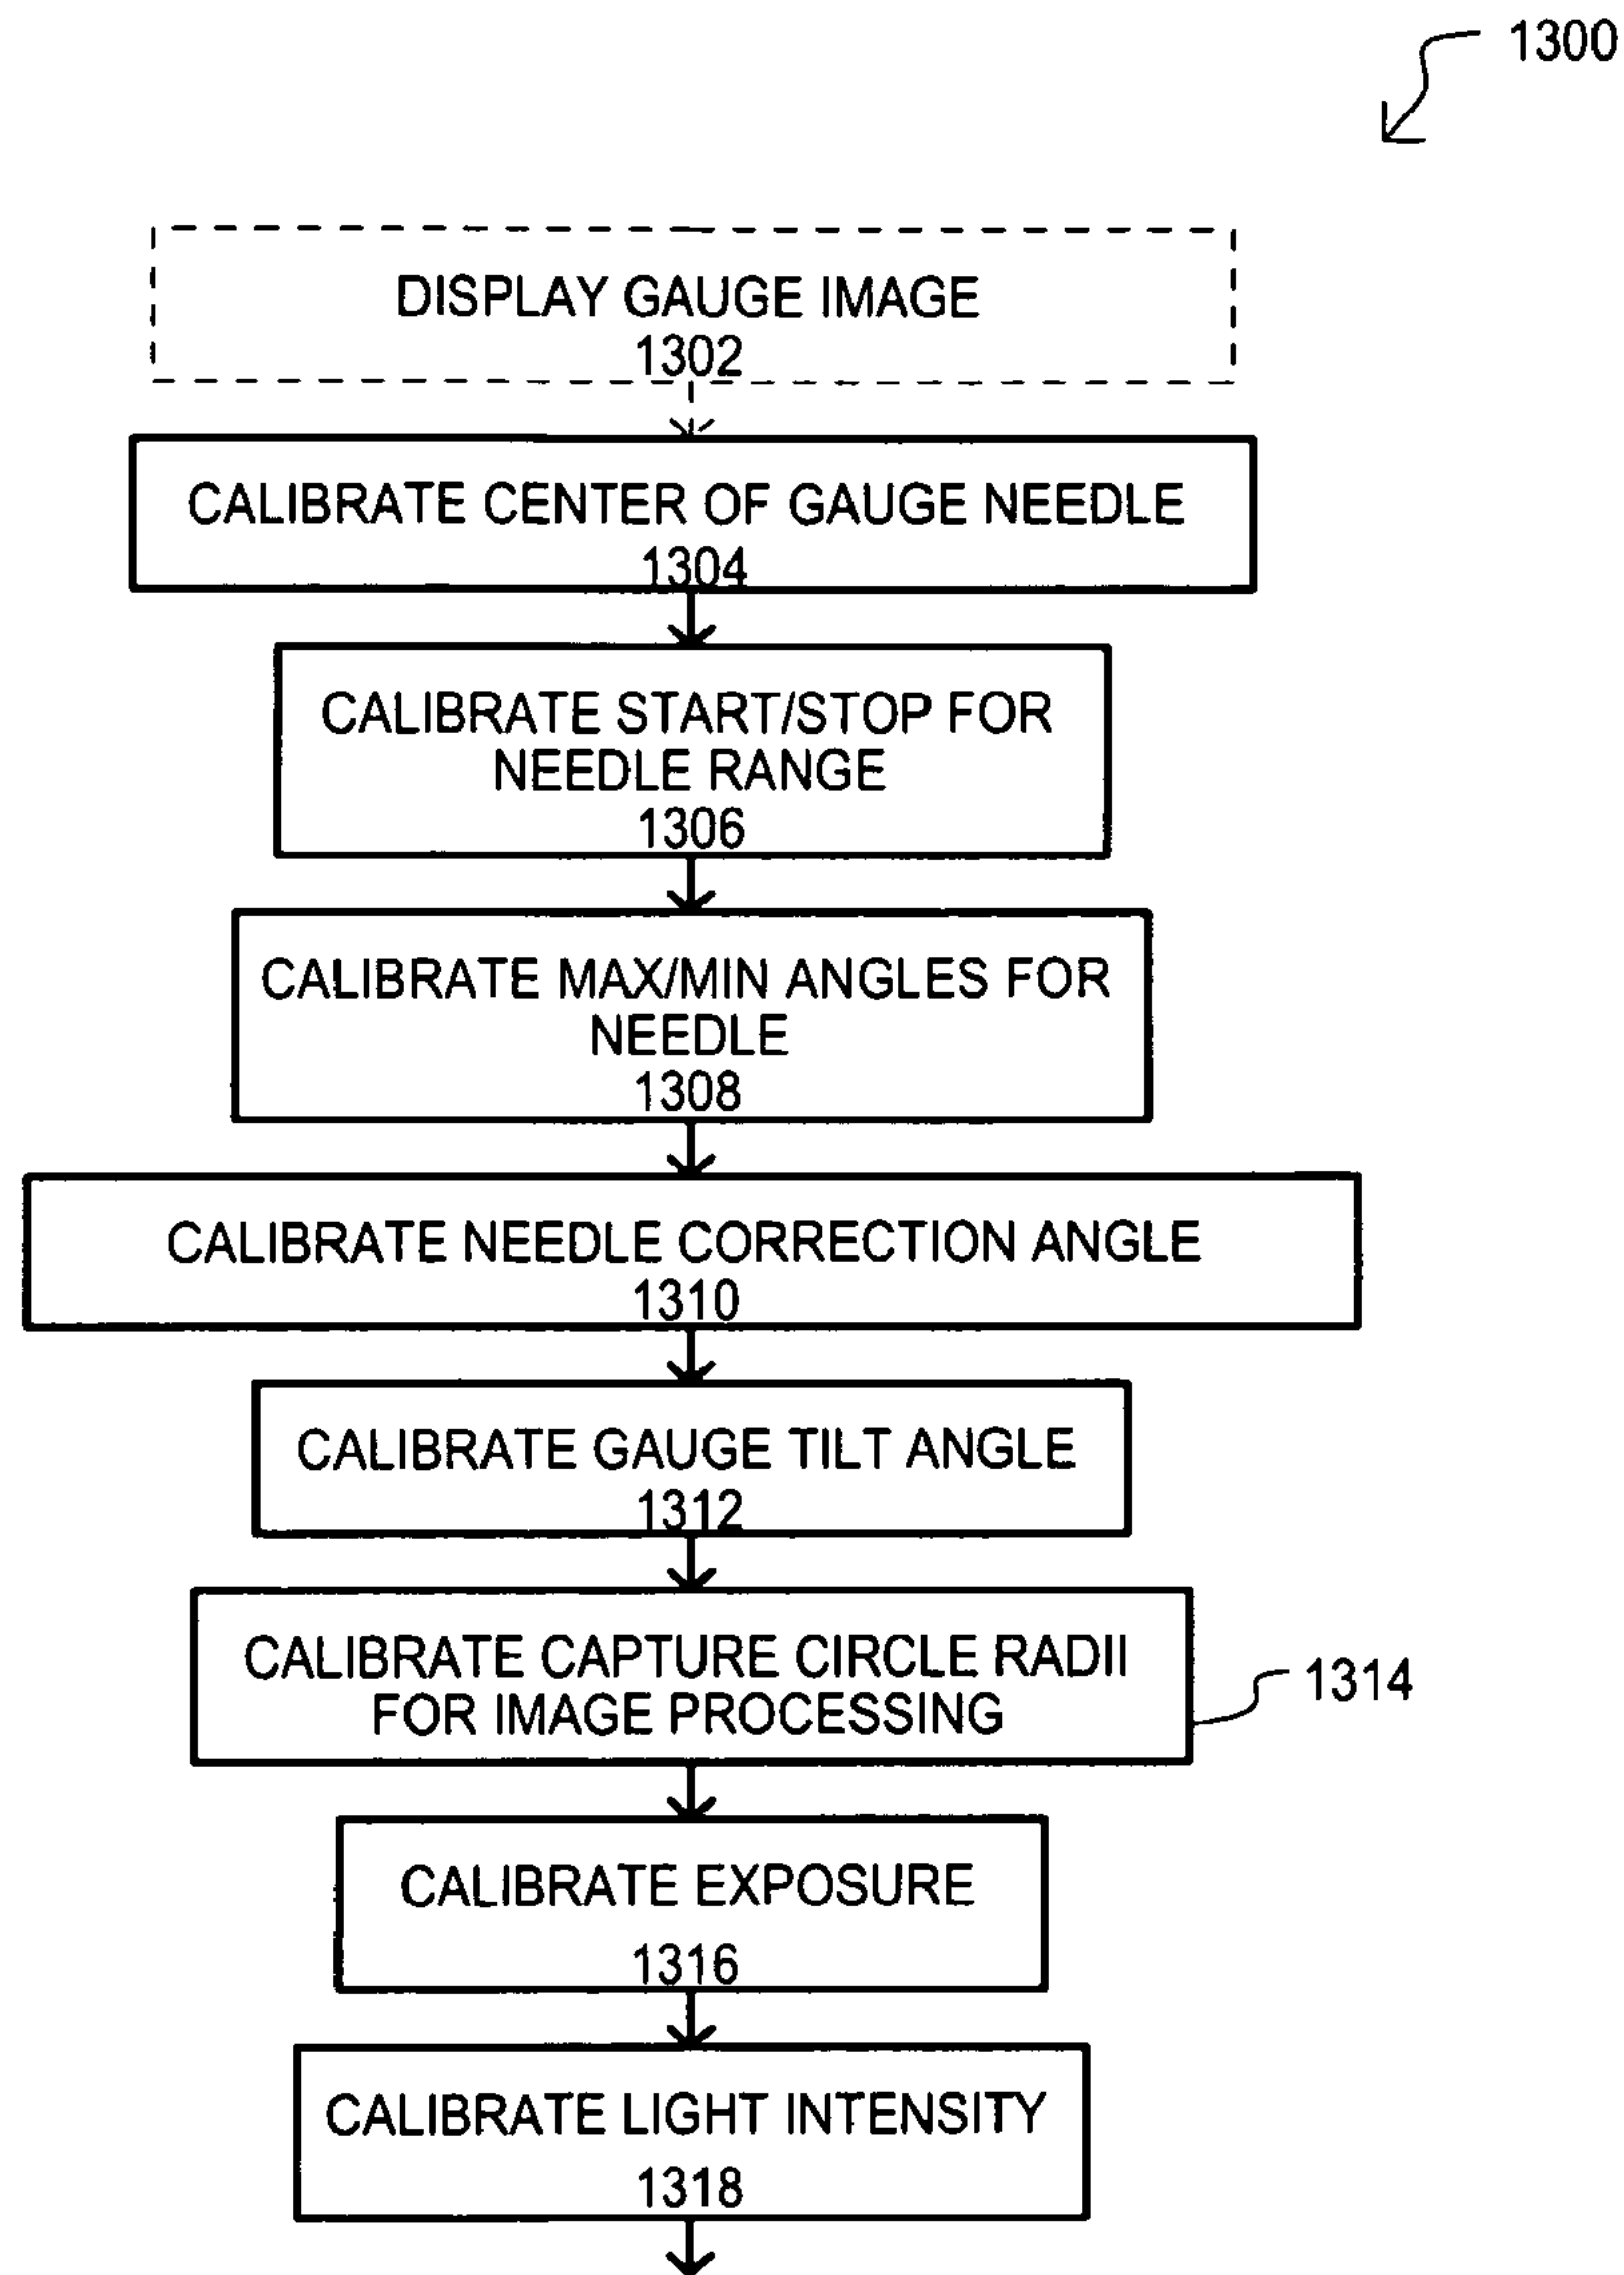 1300
DISPLAY GAUGE IMAGE
1302
CALIBRATE CENTER OF GAUGE NEEDLE
1304
CALIBRATE START/STOP FOR
NEEDLE RANGE
1306
CALIBRATE MAX/MIN ANGLES FOR
NEEDLE
1308
CALIBRATE NEEDLE CORRECTION ANGLE
1310
CALIBRATE GAUGE TILT ANGLE
1312
CALIBRATE CAPTURE CIRCLE RADII
FOR IMAGE PROCESSING
1314
CALIBRATE EXPOSURE
1316
CALIBRATE LIGHT INTENSITY
1318